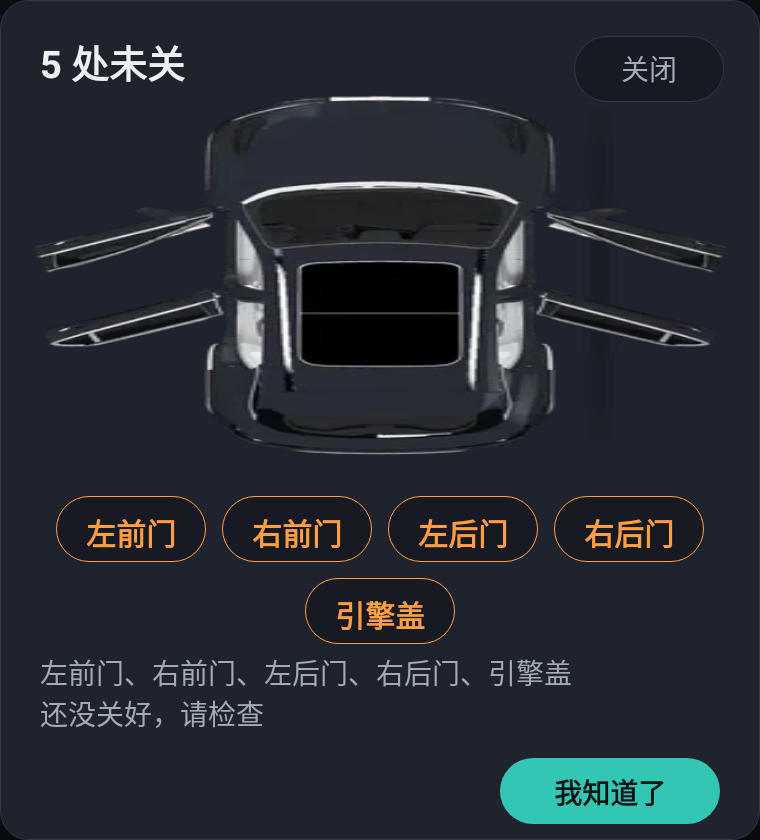 5 处未关
关闭
左前门 右前门 左后门 右后门
引擎盖
左前门、右前门、左后门、右后门、引擎盖
还没关好，请检查
我知道了